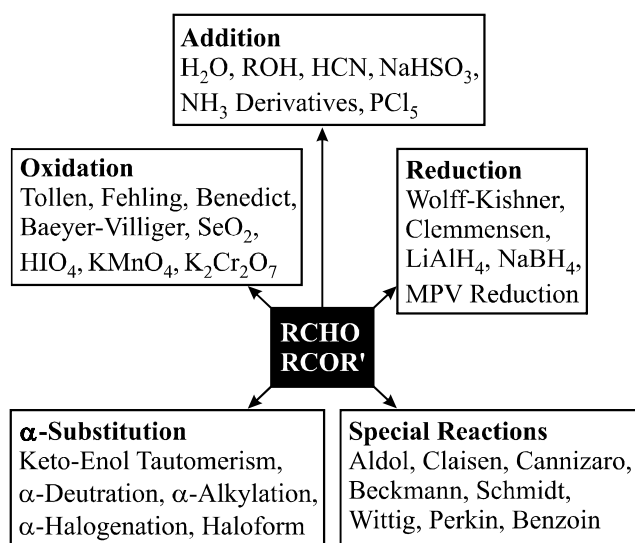 Addition
H₂O, ROH, HCN, NaHSO₃,
NH₃ Derivatives, PCl₅
Oxidation
Tollen, Fehling, Benedict,
Baeyer-Villiger, SeO₂,
HIO₄, KMnO₄, K₂Cr₂O₇
Reduction
Wolff-Kishner,
Clemmensen,
LiAlH₄, NaBH₄,
MPV Reduction
RCHO
RCOR'
α-Substitution
Keto-Enol Tautomerism,
α-Deutration, α-Alkylation,
α-Halogenation, Haloform
Special Reactions
Aldol, Claisen, Cannizaro,
Beckmann, Schmidt,
Wittig, Perkin, Benzoin